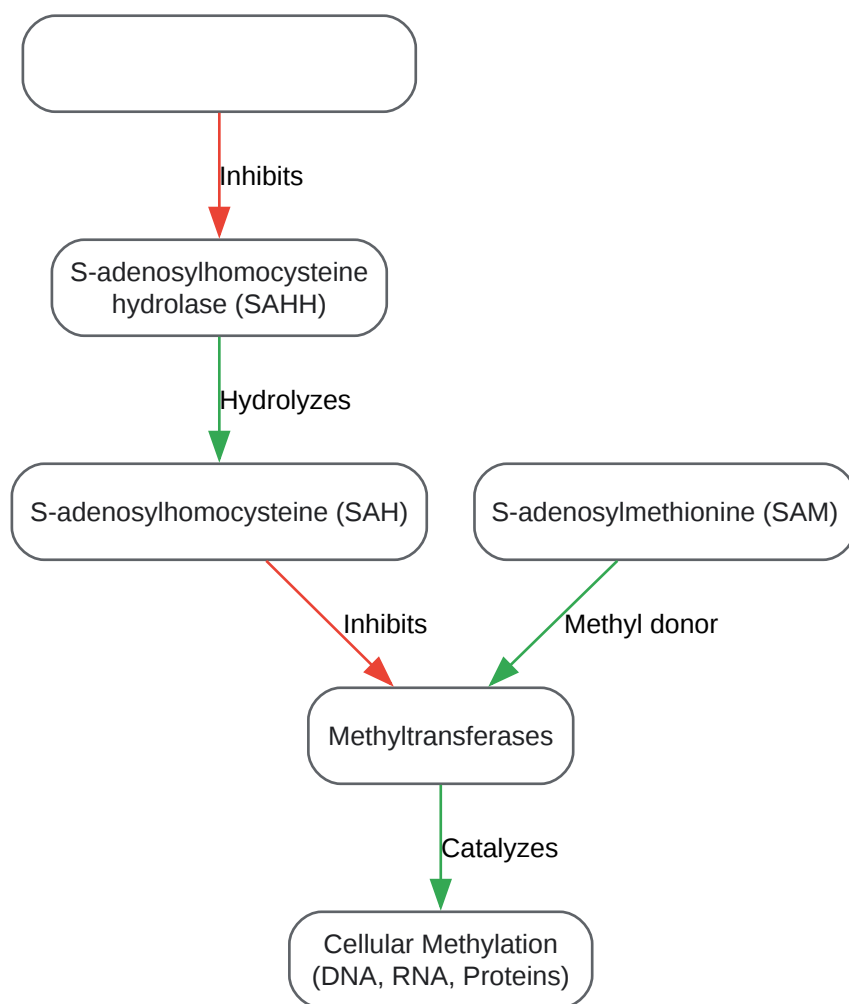 Inhibits
S-adenosylhomocysteine
hydrolase (SAHH)
Hydrolyzes
S-adenosylhomocysteine (SAH)
S-adenosylmethionine (SAM)
Inhibits
Methyl donor
Methyltransferases
Catalyzes
Cellular Methylation
(DNA, RNA, Proteins)